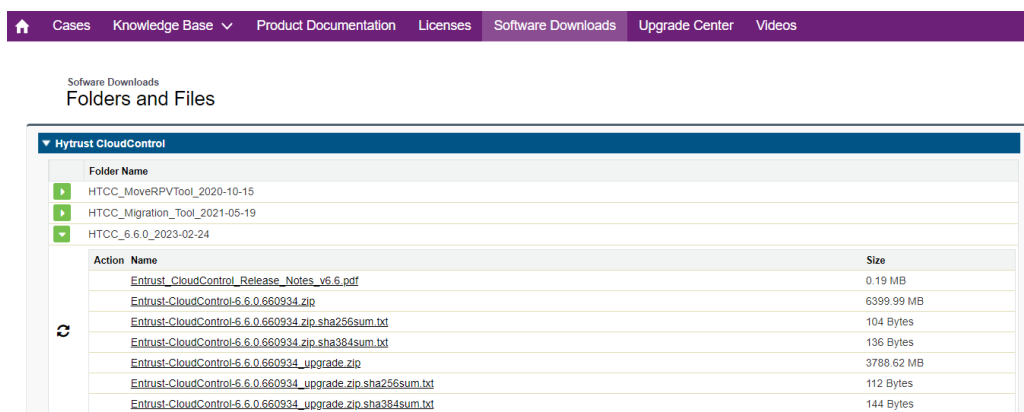 Cases Knowledge Base Product Documentation Licenses Software Downloads Upgrade Center Videos
Sofware Downloads
Folders and Files
Hytrust CloudControl
Folder Name
HTCC_MoveRPVTool_2020-10-15
HTCC_Migration_Tool_2021-05-19
HTCC_6.6.0_2023-02-24
Action Name Size
Entrust_CloudControl_Release_Notes_v6.6.pdf 0.19 MB
Entrust-CloudControl-6.6.0.660934.zip 6399.99 MB
Entrust-CloudControl-6.6.0.660934.zip.sha256sum.txt 104 Bytes
Entrust-CloudControl-6.6.0.660934.zip.sha384sum.txt 136 Bytes
Entrust-CloudControl-6.6.0.660934_upgrade.zip 3788.62 MB
Entrust-CloudControl-6.6.0.660934_upgrade.zip.sha256sum.txt 112 Bytes
Entrust-CloudControl-6.6.0.660934_upgrade.zip.sha384sum.txt 144 Bytes